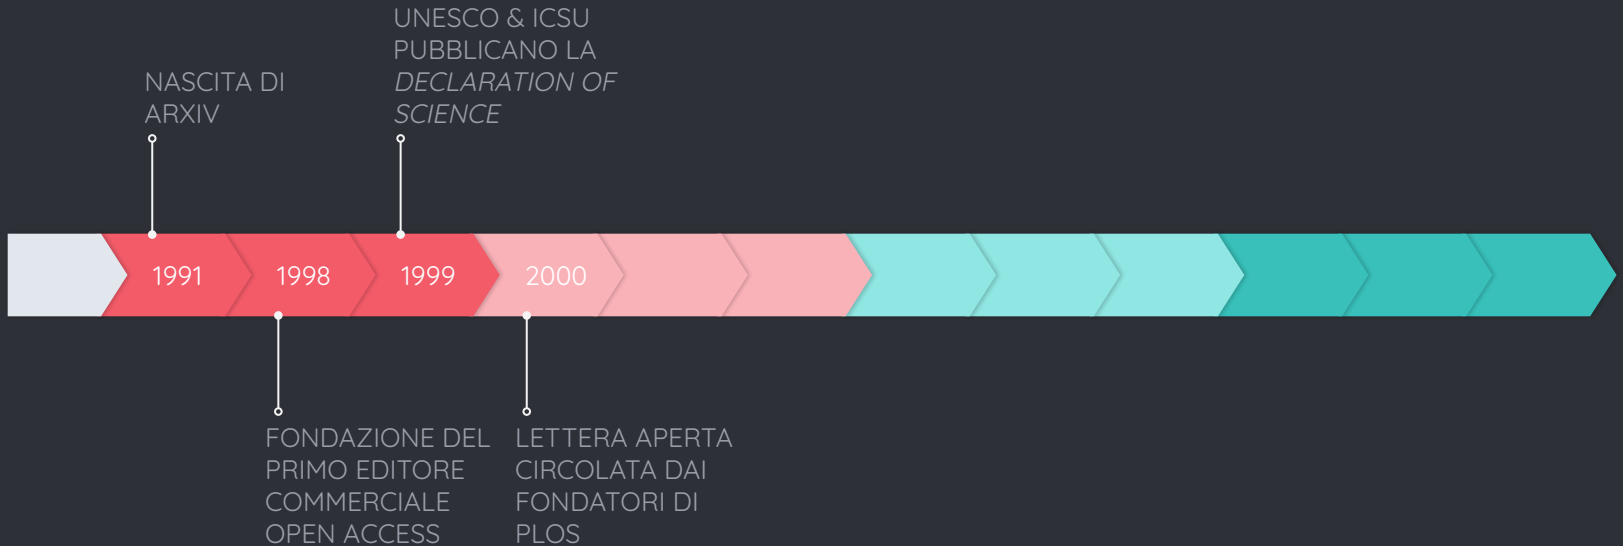 UNESCO & ICSU
PUBBLICANO LA
DECLARATION OF
SCIENCE
NASCITA DI
ARXIV
1991
1998
1999
2000
FONDAZIONE DEL
PRIMO EDITORE
COMMERCIALE
OPEN ACCESS
LETTERA APERTA
CIRCOLATA DAI
FONDATORI DI
PLOS